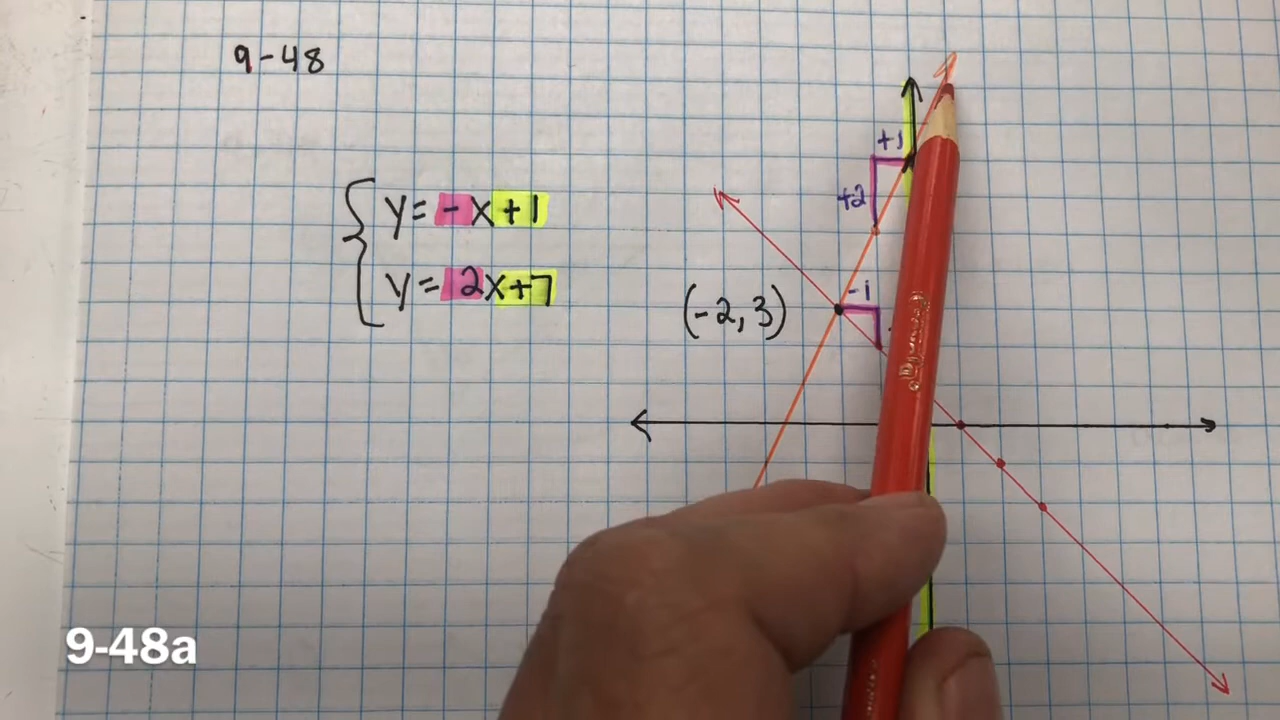 9-48
y = -x + 1
y = 2x + 7
+1
+2
-1
(-2, 3)
9-48a